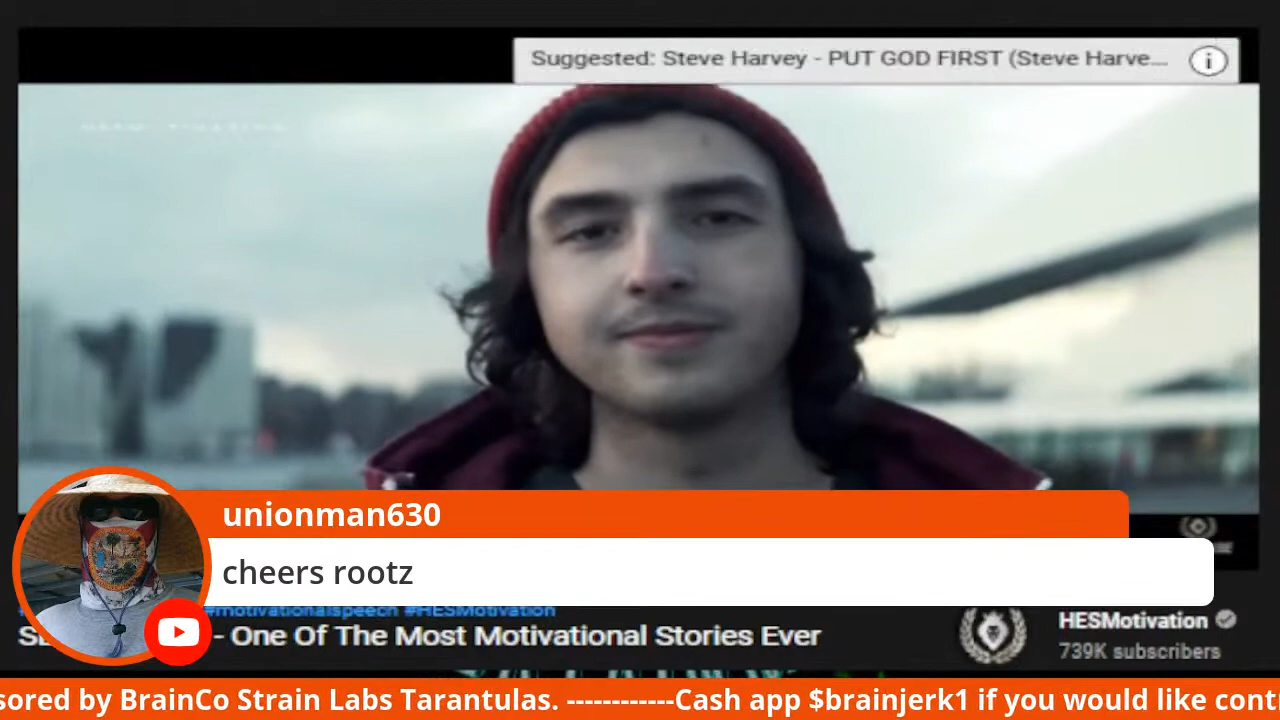 Suggested: Steve Harvey - PUT GOD FIRST (Steve Harve...
unionman630
cheers rootz
#motivationalspeech #HESMotivation
- One Of The Most Motivational Stories Ever
HESMotivation
739K subscribers
sored by BrainCo Strain Labs Tarantulas. ------------Cash app $brainjerk1 if you would like cont